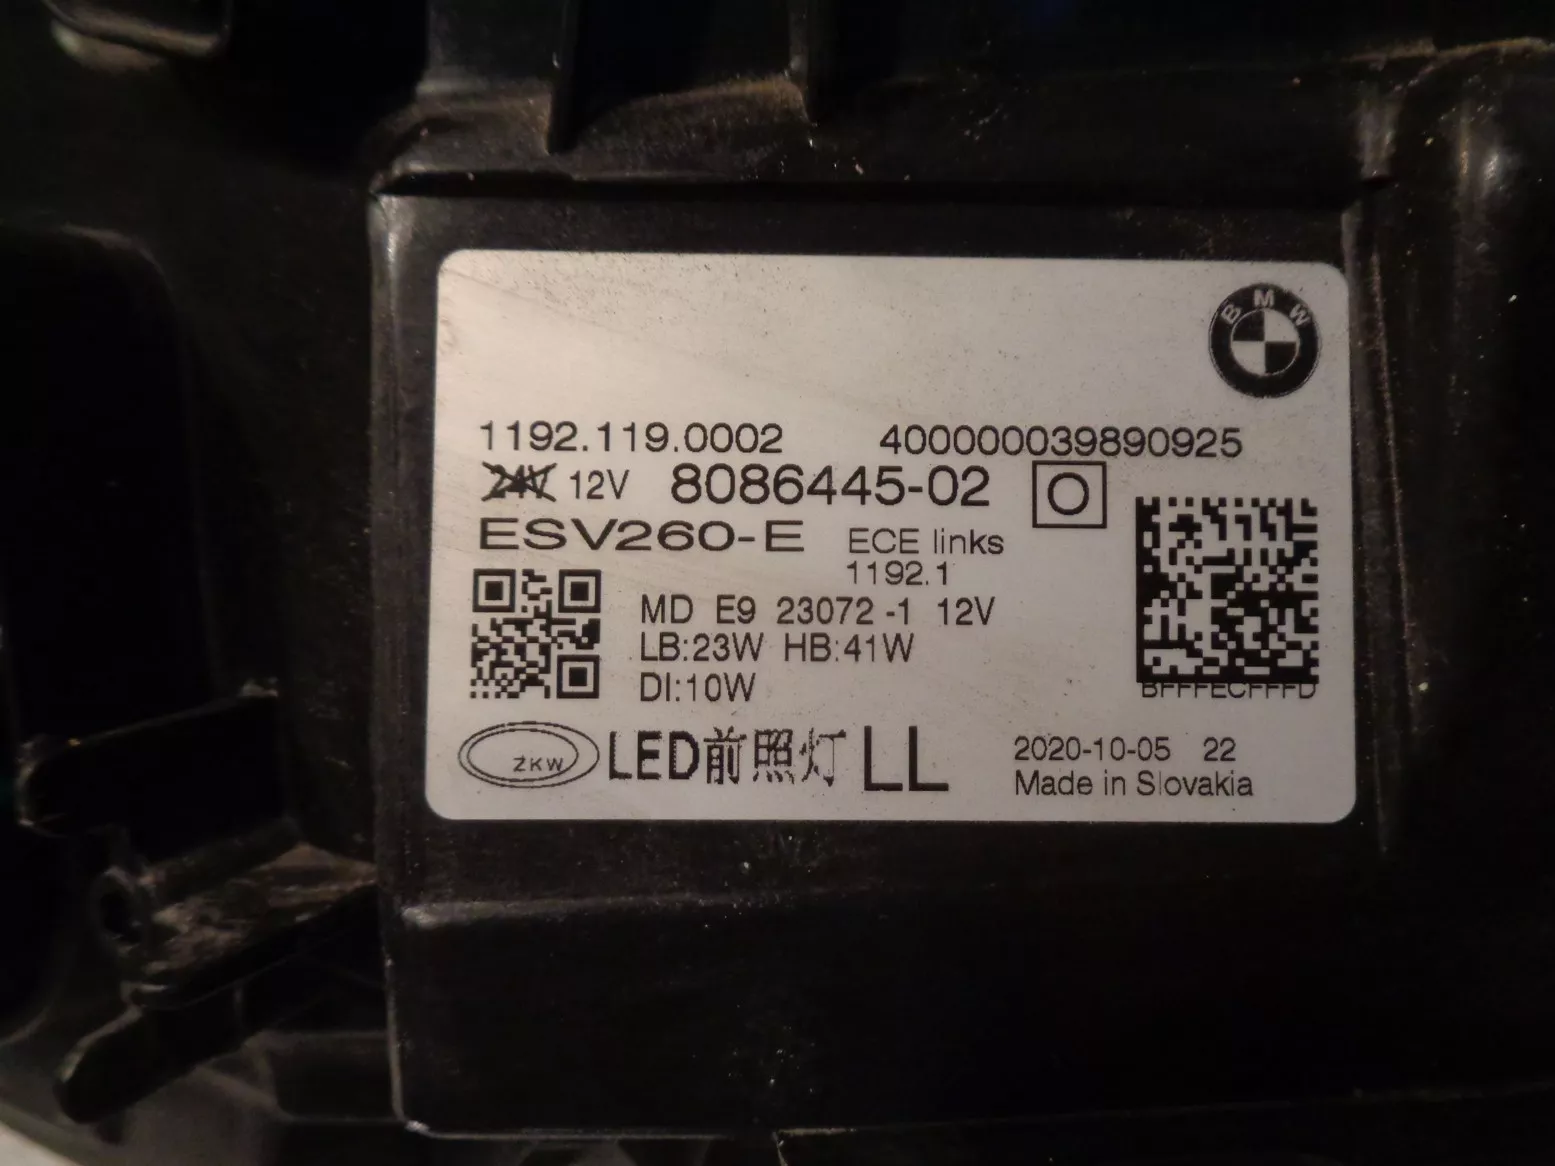 BMW
1192.119.0002 400000039890925
24V 12V 8086445-02 O
ESV260-E ECE links
1192.1
MD E9 23072 -1 12V
LB:23W HB:41W
DI:10W
BFFFECFFFD
ZKW LED前照灯 LL 2020-10-05 22
Made in Slovakia